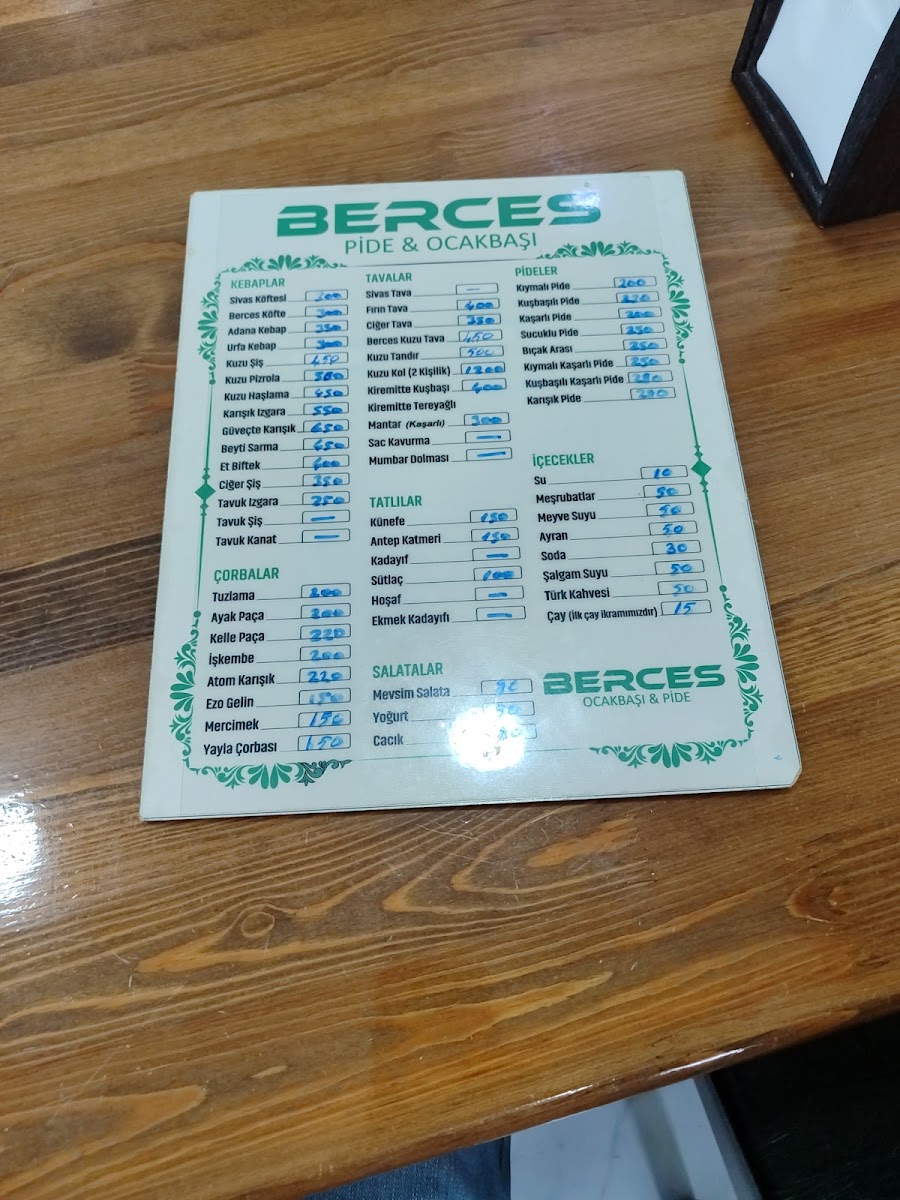 BERCES
PİDE & OCAKBAŞI
KEBAPLAR
Sivas Köftesi 300
Berces Köfte 300
Adana Kebap 350
Urfa Kebap 300
Kuzu Şiş 450
Kuzu Pizrola
Kuzu Haşlama 450
Karışık Izgara 550
Güveçte Karışık 450
Beyti Sarma 450
Et Biftek 400
Ciğer Şiş 350
Tavuk Izgara 250
Tavuk Şiş —
Tavuk Kanat —
ÇORBALAR
Tuzlama 200
Ayak Paça 200
Kelle Paça 220
İşkembe 200
Atom Karışık 220
Ezo Gelin 150
Mercimek 150
Yayla Çorbası 150
TAVALAR
Sivas Tava —
Fırın Tava 400
Ciğer Tava 350
Berces Kuzu Tava 450
Kuzu Tandır 500
Kuzu Kol (2 Kişilik) 1200
Kiremitte Kuşbaşı 400
Kiremitte Tereyağlı
Mantar (Kaşarlı) 300
Sac Kavurma —
Mumbar Dolması —
TATLILAR
Künefe 150
Antep Katmeri 150
Kadayıf —
Sütlaç 100
Hoşaf —
Ekmek Kadayıfı —
SALATALAR
Mevsim Salata
Yoğurt
Cacık
PİDELER
Kıymalı Pide 200
Kuşbaşılı Pide 220
Kaşarlı Pide 200
Sucuklu Pide 250
Bıçak Arası 250
Kıymalı Kaşarlı Pide 250
Kuşbaşılı Kaşarlı Pide
Karışık Pide
İÇECEKLER
Su 10
Meşrubatlar 50
Meyve Suyu 50
Ayran 50
Soda 30
Şalgam Suyu 50
Türk Kahvesi 50
Çay (ilk çay ikramımızdır) 15
BERCES
OCAKBAŞI & PİDE